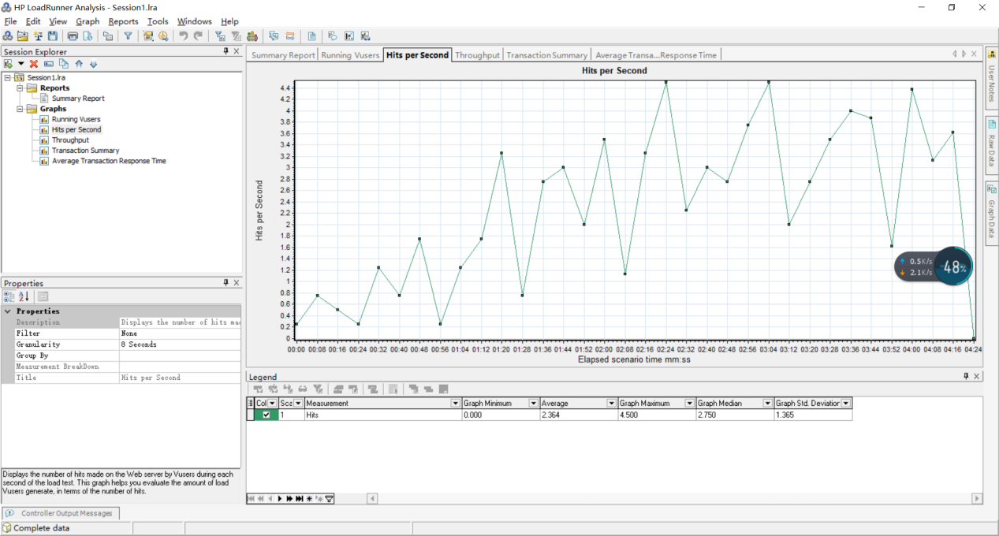 HP LoadRunner Analysis - Session1.lra
File Edit View Graph Reports Tools Windows Help
Session Explorer
Session1.lra
Reports
Summary Report
Graphs
Running Vusers
Hits per Second
Throughput
Transaction Summary
Average Transaction Response Time
Properties
Properties
Description Displays the number of hits mad
Filter None
Granularity 8 Seconds
Group By
Measurement BreakDown
Title Hits per Second
Displays the number of hits made on the Web server by Vusers during each
second of the load test. This graph helps you evaluate the amount of load
Vusers generate, in terms of the number of hits.
Summary Report Running Vusers Hits per Second Throughput Transaction Summary Average Transa...Response Time
Hits per Second
Hits per Second
4.4
4.2
4
3.8
3.6
3.4
3.2
3
2.8
2.6
2.4
2.2
2
1.8
1.6
1.4
1.2
1
0.8
0.6
0.4
0.2
0
00:00 00:08 00:16 00:24 00:32 00:40 00:48 00:56 01:04 01:12 01:20 01:28 01:36 01:44 01:52 02:00 02:08 02:16 02:24 02:32 02:40 02:48 02:56 03:04 03:12 03:20 03:28 03:36 03:44 03:52 04:00 04:08 04:16 04:24
Elapsed scenario time mm:ss
0.5K/s
2.1K/s
48%
User Notes
Raw Data
Graph Data
Legend
Col Sca Measurement Graph Minimum Average Graph Maximum Graph Median Graph Std. Deviation
1 Hits 0.000 2.364 4.500 2.750 1.365
Controller Output Messages
Complete data